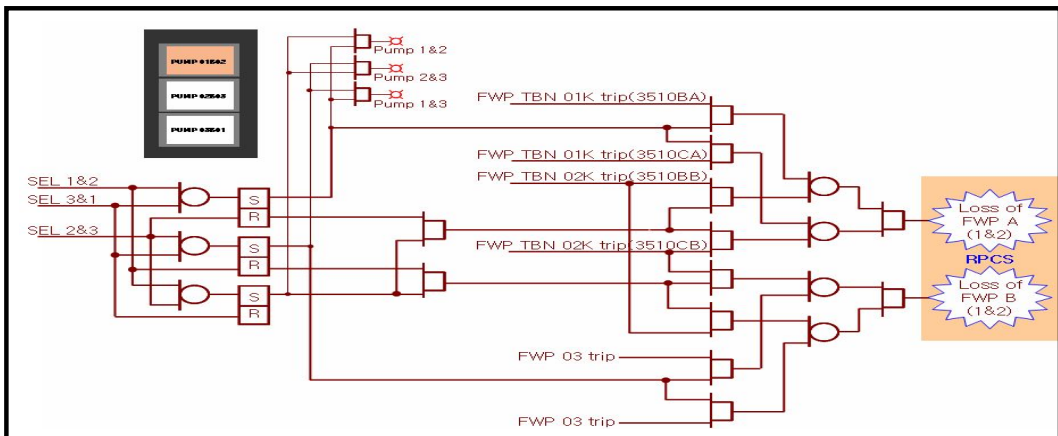 PUMP 01&02
PUMP 02&03
PUMP 03&01
Pump 1&2
Pump 2&3
Pump 1&3
FWP TBN 01K trip(3510BA)
FWP TBN 01K trip(3510CA)
FWP TBN 02K trip(3510BB)
FWP TBN 02K trip(3510CB)
SEL 1&2
SEL 3&1
SEL 2&3
S
R
S
R
S
R
FWP 03 trip
FWP 03 trip
Loss of
FWP A
(1&2)
RPCS
Loss of
FWP B
(1&2)